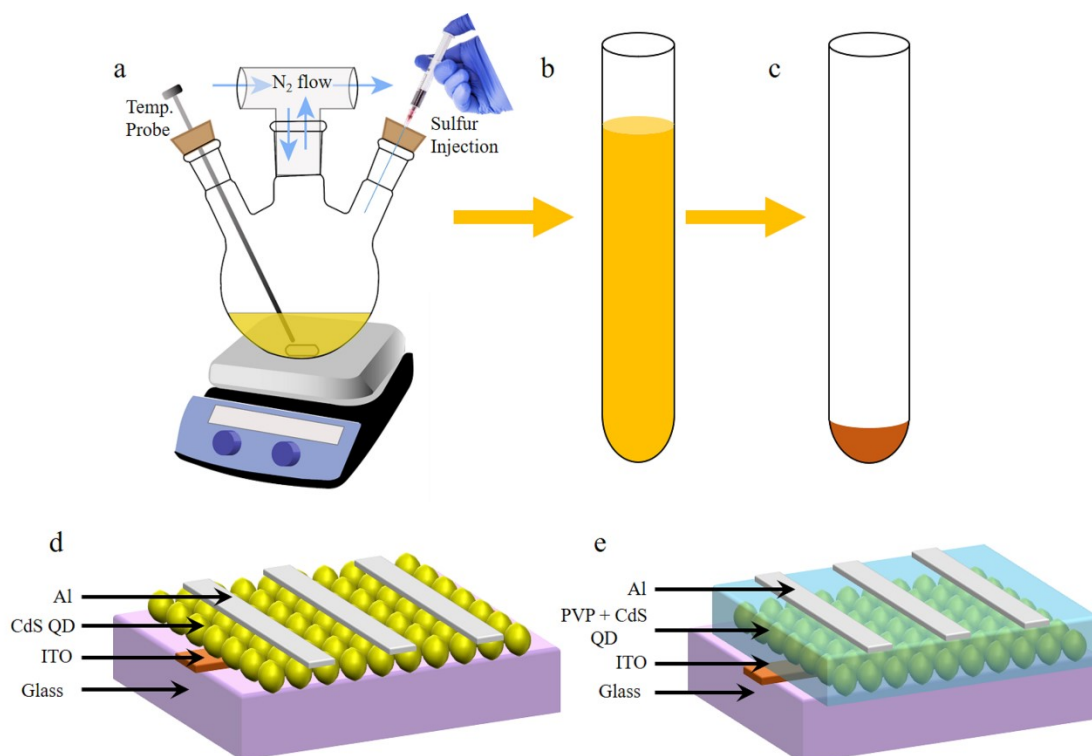 a
N₂ flow
Temp.
Probe
Sulfur
Injection
b
c
d
Al
CdS QD
ITO
Glass
e
Al
PVP + CdS
QD
ITO
Glass